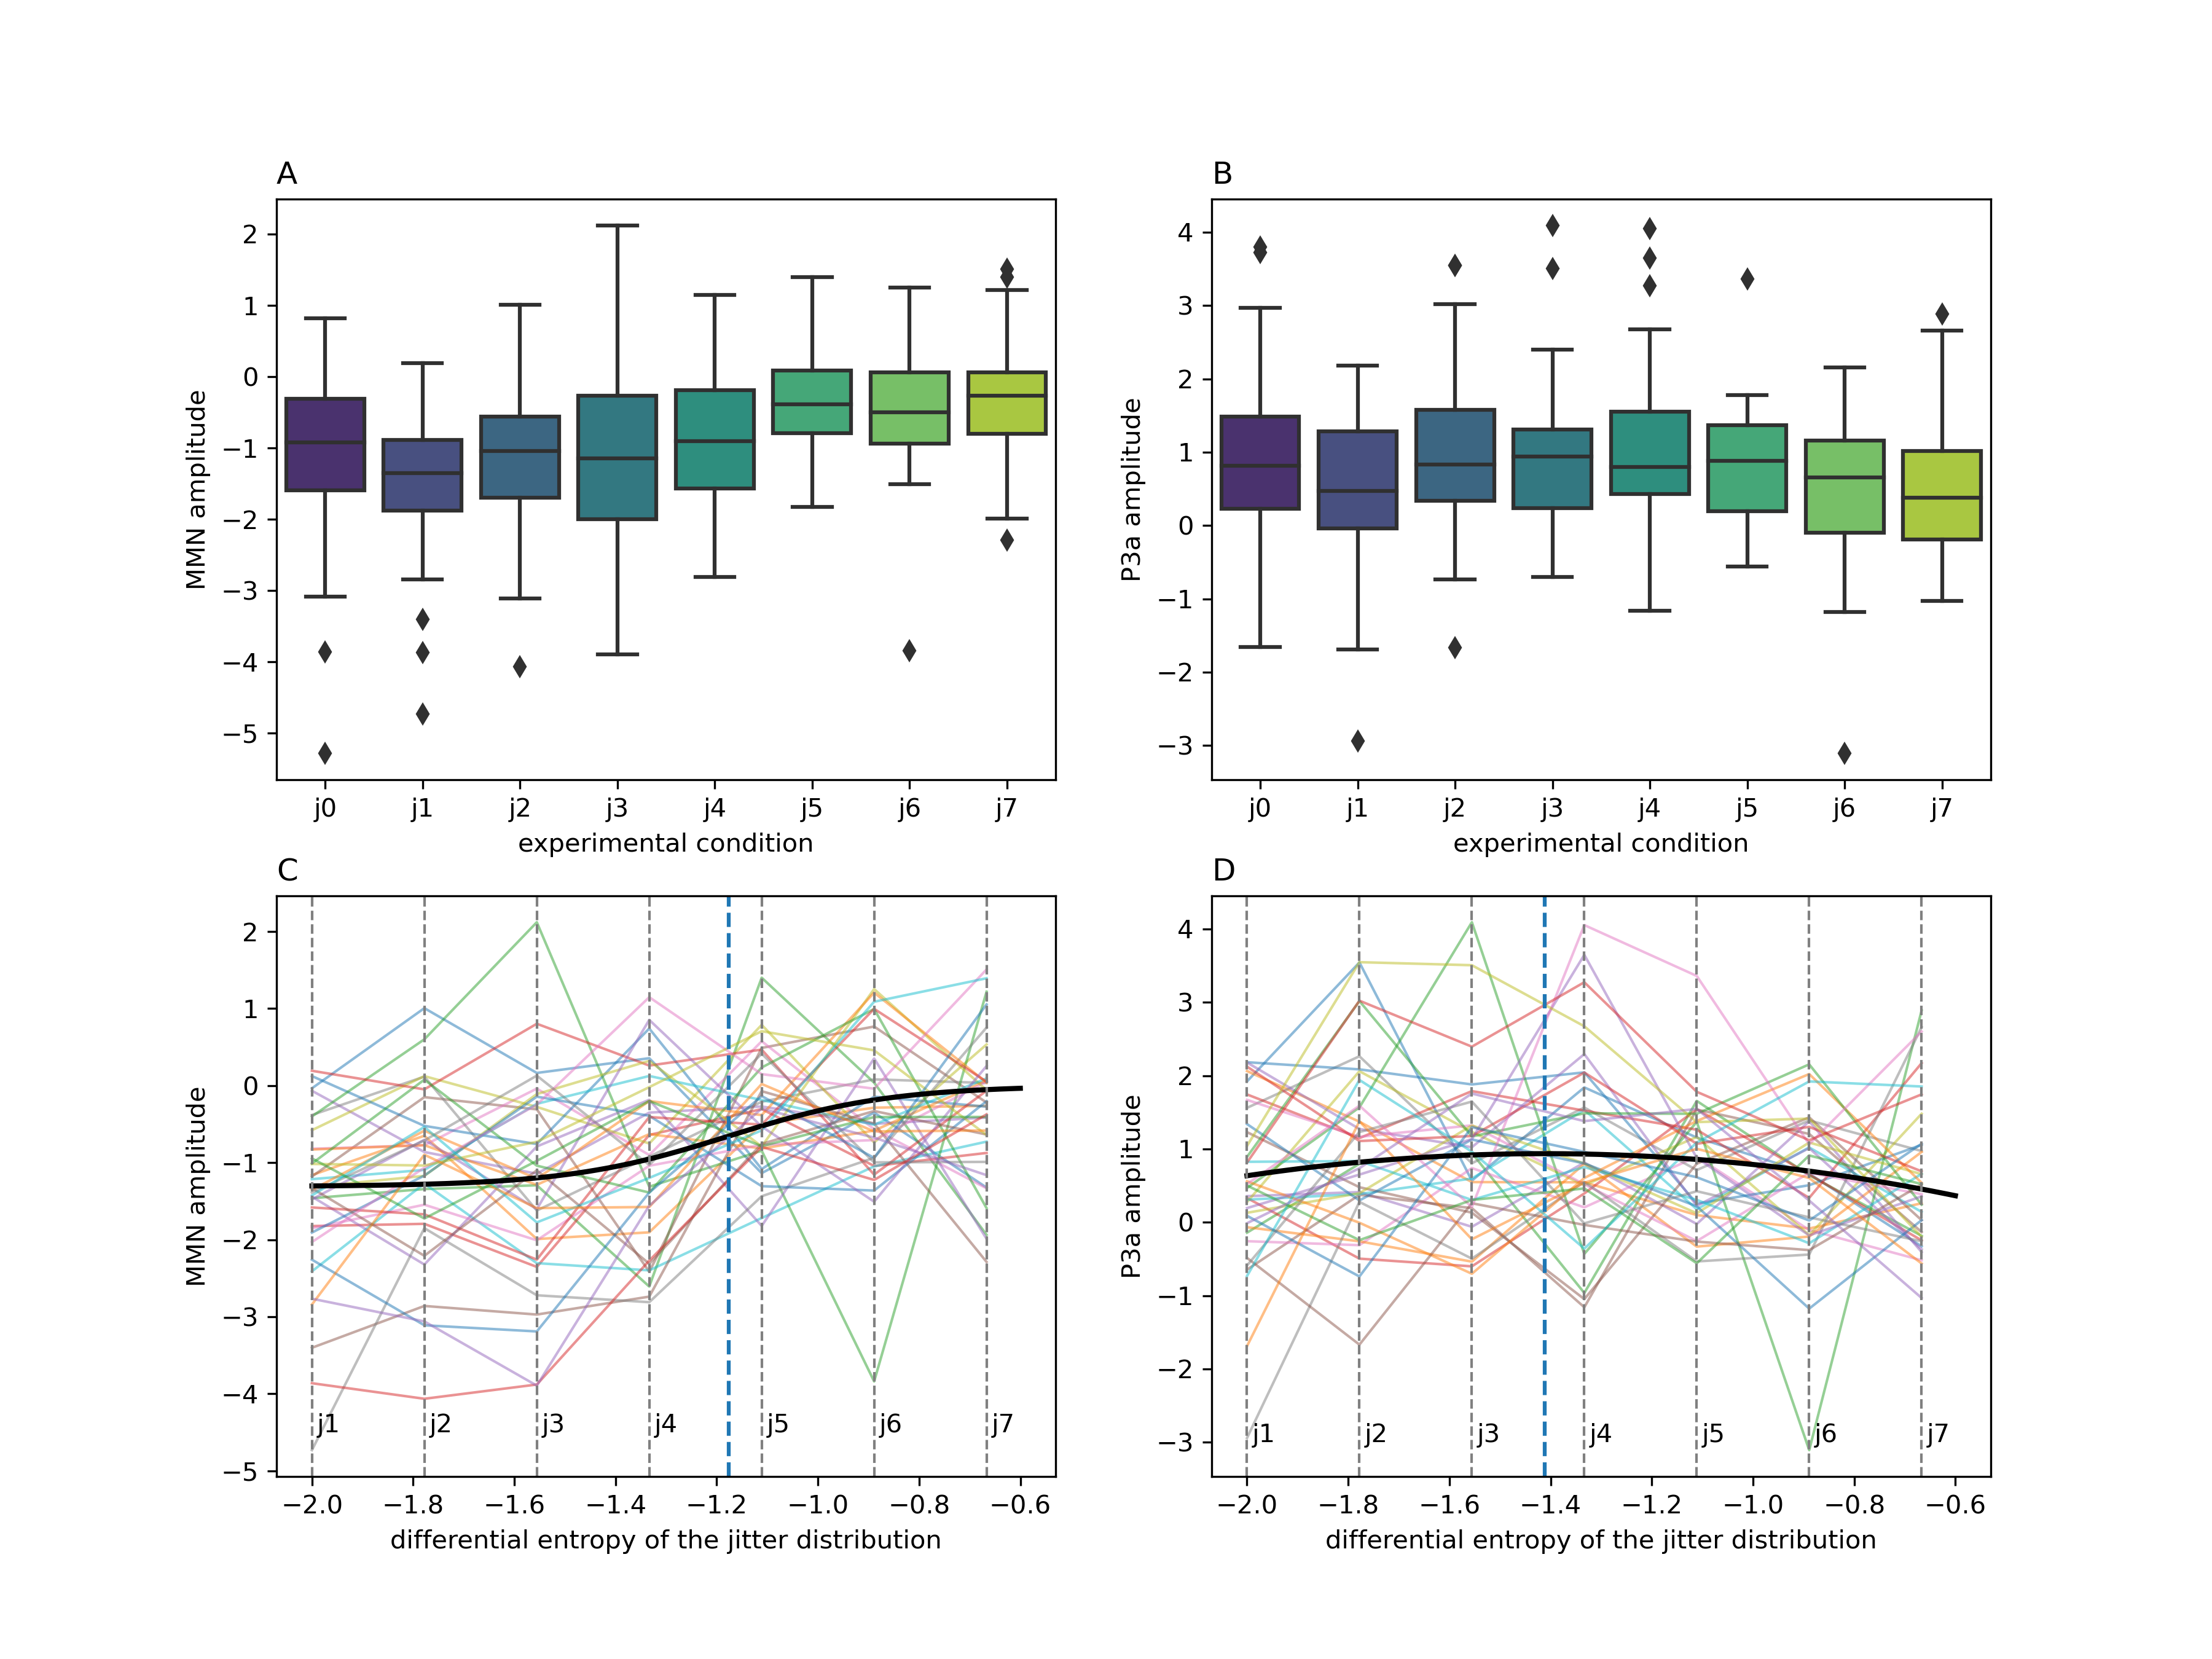 A
MMN amplitude
2
1
0
−1
−2
−3
−4
−5
j0 j1 j2 j3 j4 j5 j6 j7
experimental condition
B
P3a amplitude
4
3
2
1
0
−1
−2
−3
j0 j1 j2 j3 j4 j5 j6 j7
experimental condition
C
MMN amplitude
2
1
0
−1
−2
−3
−4
−5
j1 j2 j3 j4 j5 j6 j7
−2.0 −1.8 −1.6 −1.4 −1.2 −1.0 −0.8 −0.6
differential entropy of the jitter distribution
D
P3a amplitude
4
3
2
1
0
−1
−2
−3
j1 j2 j3 j4 j5 j6 j7
−2.0 −1.8 −1.6 −1.4 −1.2 −1.0 −0.8 −0.6
differential entropy of the jitter distribution